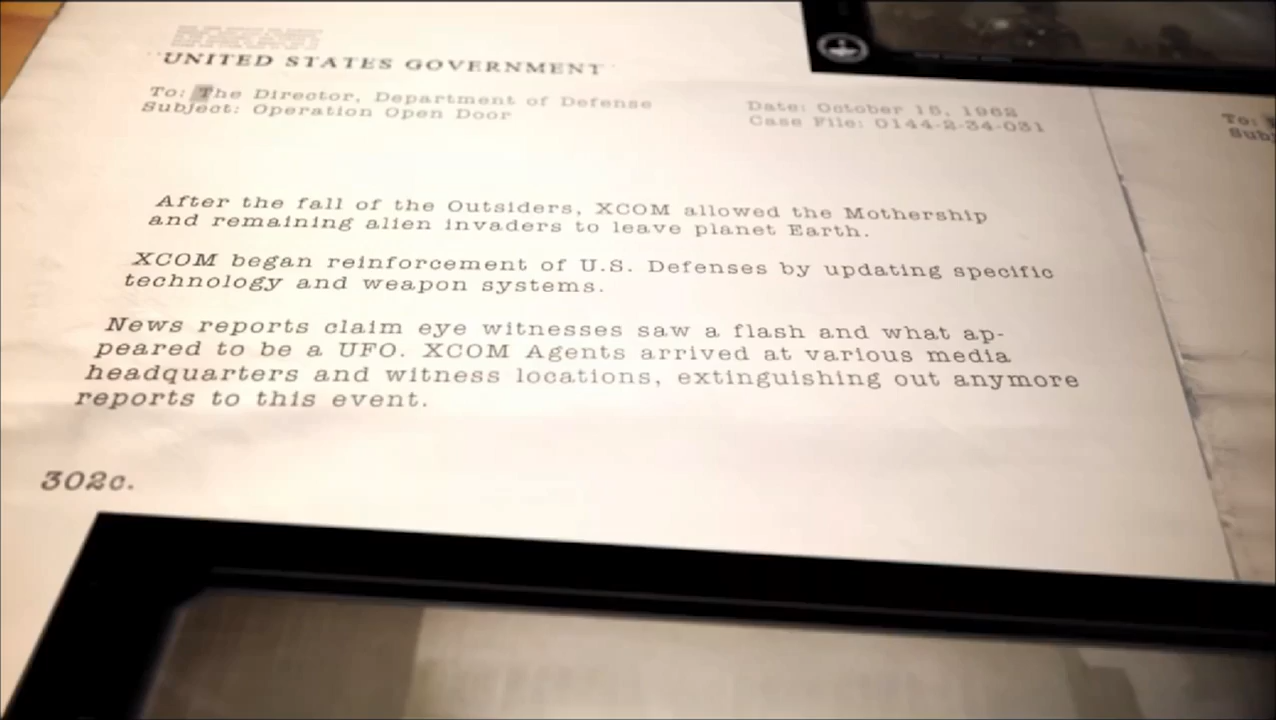 UNITED STATES GOVERNMENT
To: The Director, Department of Defense
Subject: Operation Open Door
Date: October 15, 1962
Case File: 0144-2-34-031
After the fall of the Outsiders, XCOM allowed the Mothership
and remaining alien invaders to leave planet Earth.
XCOM began reinforcement of U.S. Defenses by updating specific
technology and weapon systems.
News reports claim eye witnesses saw a flash and what ap-
peared to be a UFO. XCOM Agents arrived at various media
headquarters and witness locations, extinguishing out anymore
reports to this event.
302c.
To: